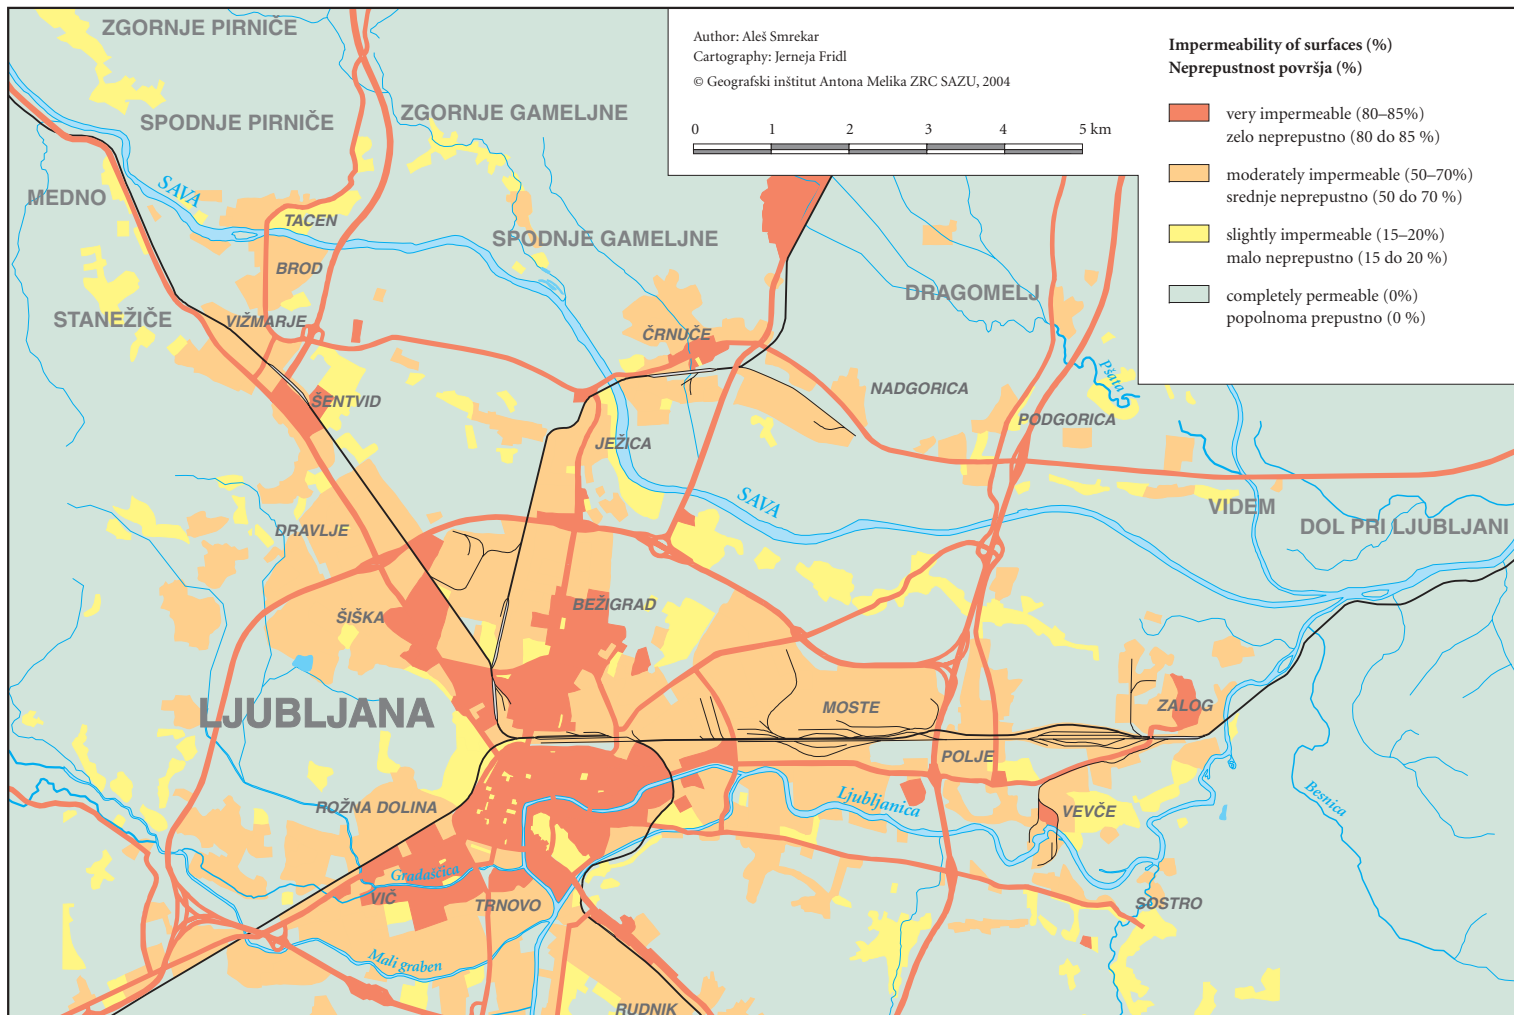 Author: Aleš Smrekar
Cartography: Jerneja Fridl
© Geografski inštitut Antona Melika ZRC SAZU, 2004
0 1 2 3 4 5 km
Impermeability of surfaces (%)
Neprepustnost površja (%)
very impermeable (80–85%)
zelo neprepustno (80 do 85 %)
moderately impermeable (50–70%)
srednje neprepustno (50 do 70 %)
slightly impermeable (15–20%)
malo neprepustno (15 do 20 %)
completely permeable (0%)
popolnoma prepustno (0 %)
ZGORNJE PIRNIČE
SPODNJE PIRNIČE
ZGORNJE GAMELJNE
MEDNO
SAVA
TACEN
SPODNJE GAMELJNE
BROD
DRAGOMELJ
STANEŽIČE
VIŽMARJE
ČRNUČE
Pšata
NADGORICA
ŠENTVID
PODGORICA
JEŽICA
SAVA
VIDEM
DOL PRI LJUBLJANI
DRAVLJE
BEŽIGRAD
ŠIŠKA
LJUBLJANA
MOSTE
ZALOG
POLJE
Ljubljanica
Besnica
ROŽNA DOLINA
VEVČE
Gradaščica
VIČ
TRNOVO
SOSTRO
Mali graben
RUDNIK